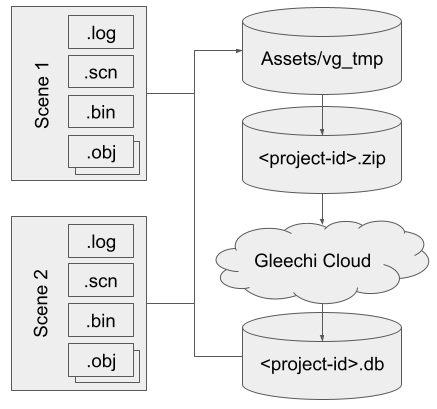 Scene 1
.log
.scn
.bin
.obj
Scene 2
.log
.scn
.bin
.obj
Assets/vg_tmp
<project-id>.zip
Gleechi Cloud
<project-id>.db